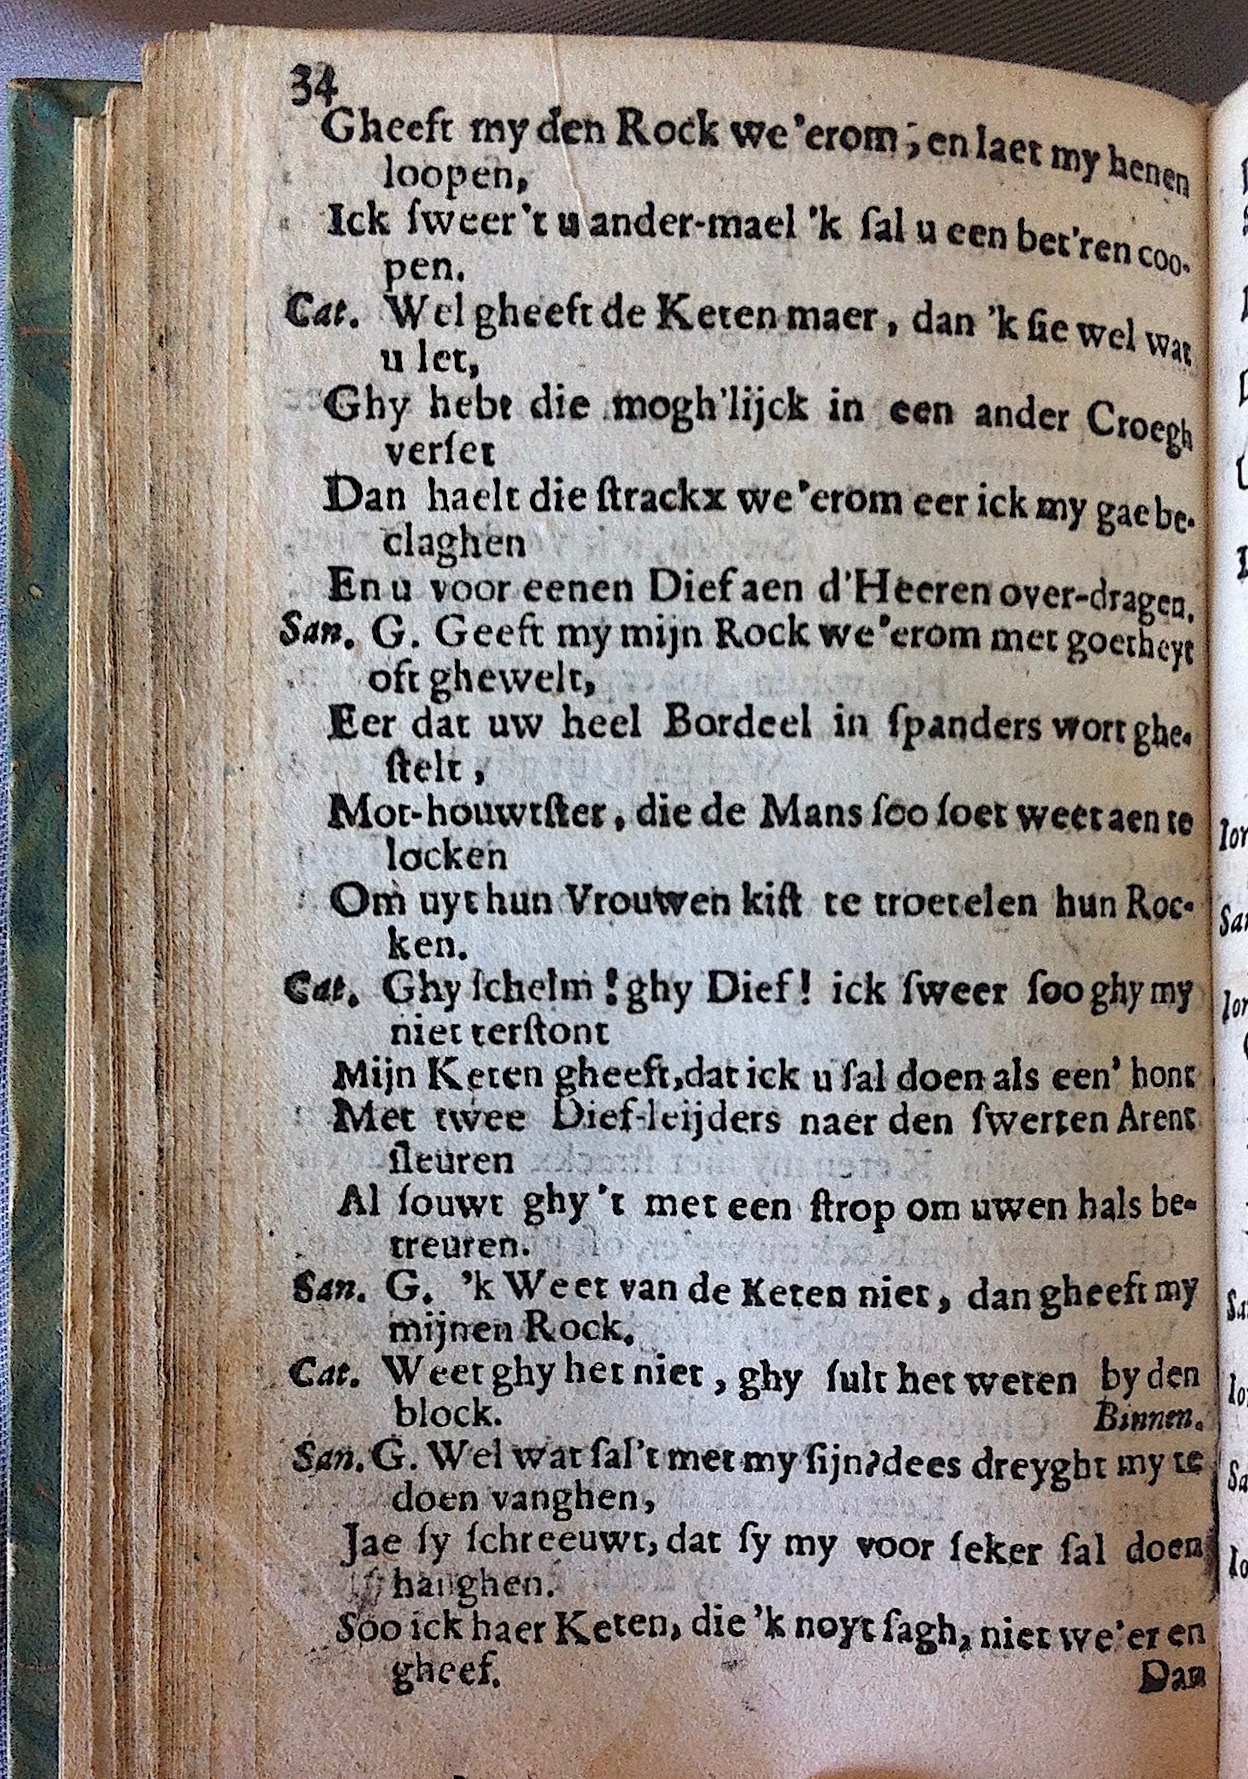 34
Gheeft my den Rock we'erom, en laet my henen
loopen,
Ick ſweer't u ander-mael 'k ſal u een bet'ren coo-
pen.
Cat. Wel gheeft de Keten maer, dan 'k ſie wel wat
u let,
Ghy hebt die mogh'lijck in een ander Croegh
verſet
Dan haelt die ſtrackx we'erom eer ick my gae be-
claghen
En u voor eenen Dief aen d'Heeren over-dragen.
San. G. Geeft my mijn Rock we'erom met goetheyt
oft ghewelt,
Eer dat uw heel Bordeel in ſpanders wort ghe-
ſtelt,
Mot-houwtſter, die de Mans ſoo ſoet weet aen te
locken
Om uyt hun Vrouwen kiſt te troetelen hun Roc-
ken.
Cat. Ghy ſchelm! ghy Dief! ick ſweer ſoo ghy my
niet terſtont
Mijn Keten gheeft, dat ick u ſal doen als een' hont
Met twee Dief-leijders naer den ſwerten Arent
ſleuren
Al ſouwt ghy 't met een ſtrop om uwen hals be-
treuren.
San. G. 'k Weet van de Keten niet, dan gheeft my
mijnen Rock.
Cat. Weet ghy het niet, ghy ſult het weten by den
block. Binnen.
San. G. Wel wat ſal't met my ſijn? dees dreyght my te
doen vanghen,
Jae ſy ſchreeuwt, dat ſy my voor ſeker ſal doen
hanghen.
Soo ick haer Keten, die 'k noyt ſagh, niet we'er en
gheef.
Dan